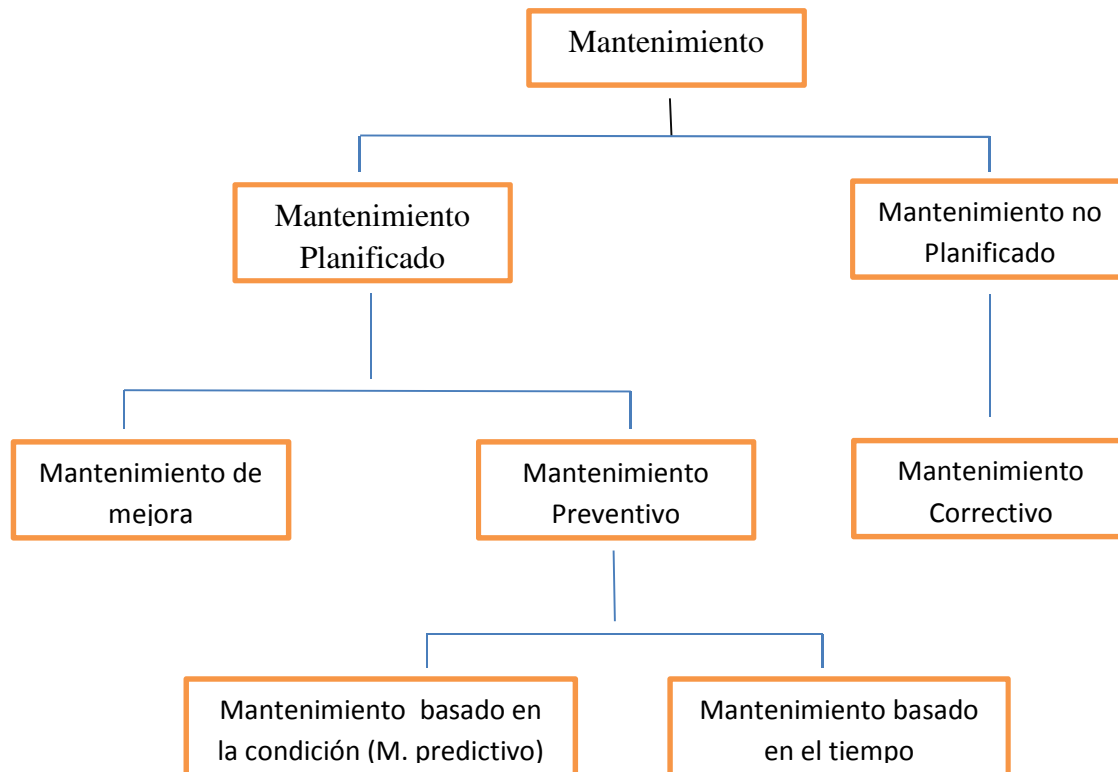 Mantenimiento
Mantenimiento
Planificado
Mantenimiento no
Planificado
Mantenimiento de
mejora
Mantenimiento
Preventivo
Mantenimiento
Correctivo
Mantenimiento basado en
la condición (M. predictivo)
Mantenimiento basado
en el tiempo